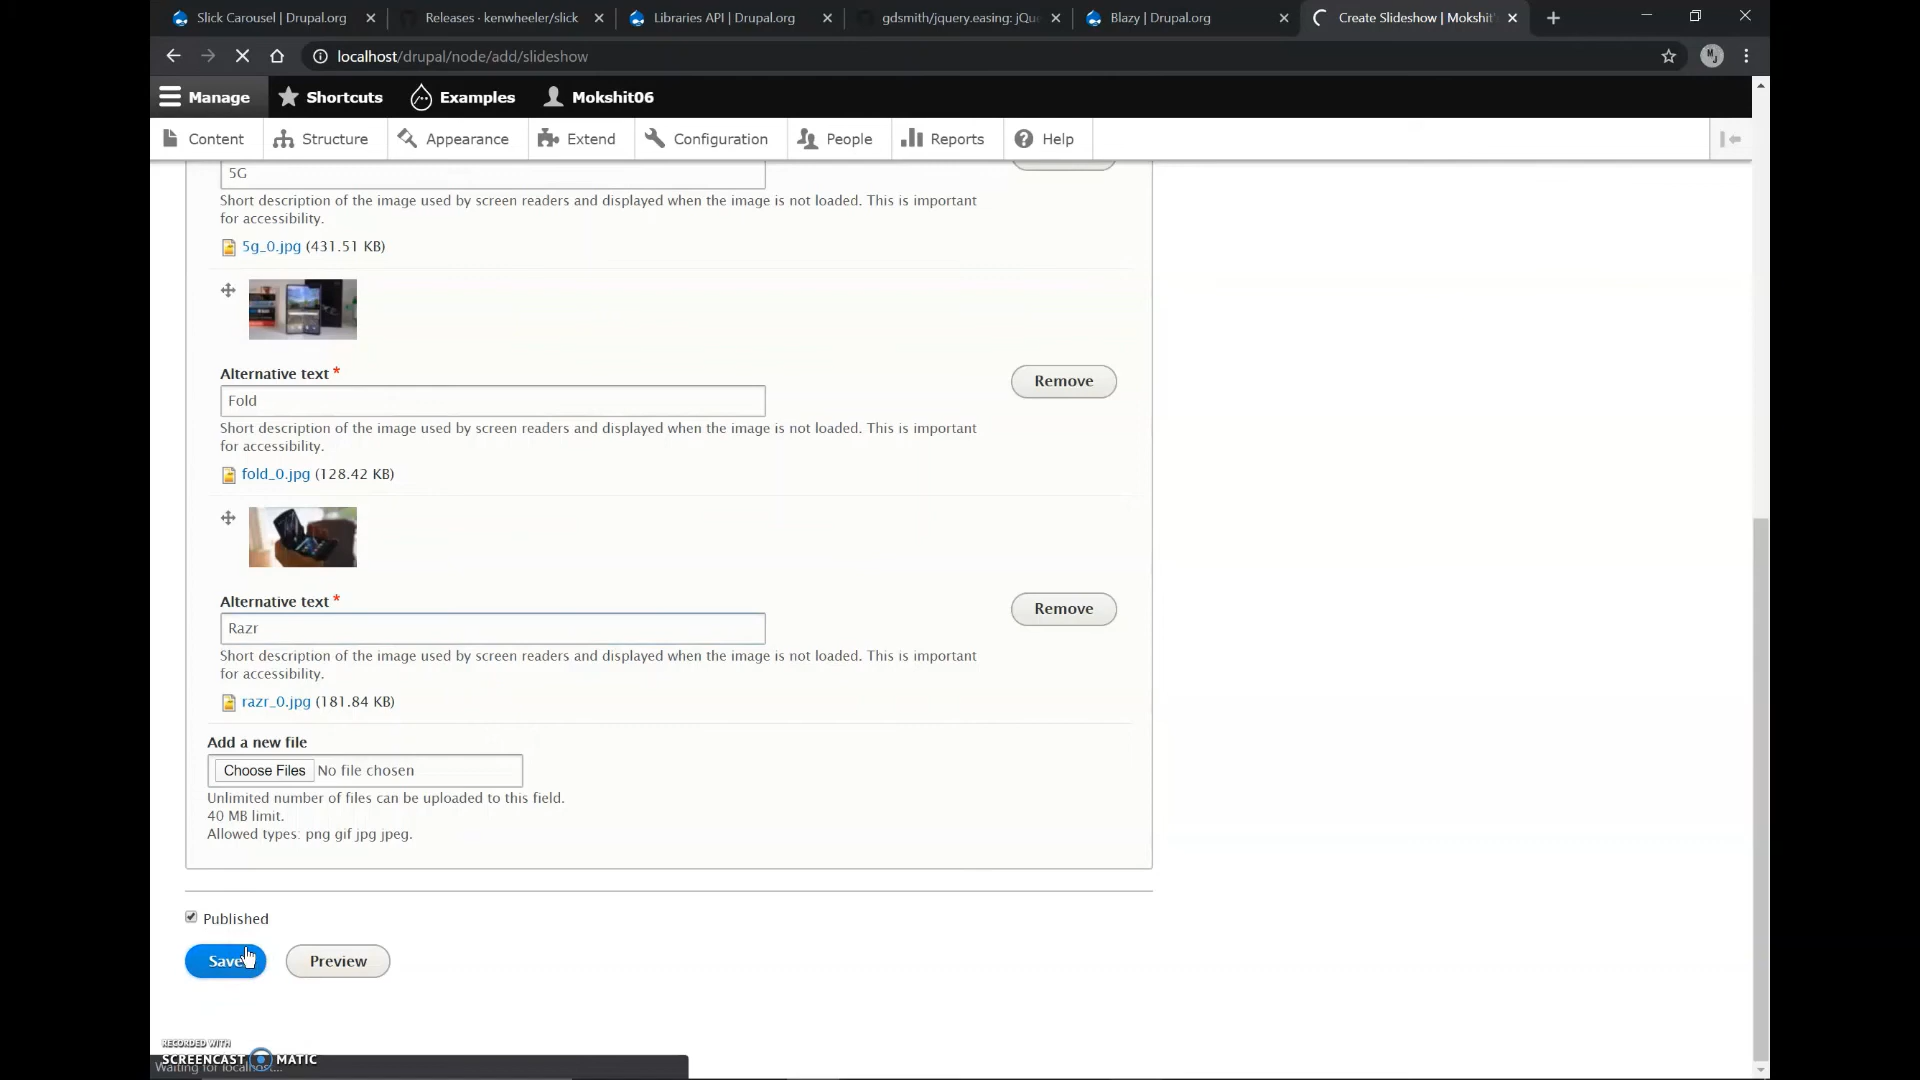 Slick Carousel | Drupal.org
Releases · kenwheeler/slick
Libraries API | Drupal.org
gdsmith/jquery.easing: jQue
Blazy | Drupal.org
Create Slideshow | Mokshit'
localhost/drupal/node/add/slideshow
MJ
Manage
Shortcuts
Examples
Mokshit06
Content
Structure
Appearance
Extend
Configuration
People
Reports
Help
5G
Short description of the image used by screen readers and displayed when the image is not loaded. This is important
for accessibility.
5g_0.jpg (431.51 KB)
Alternative text *
Remove
Fold
Short description of the image used by screen readers and displayed when the image is not loaded. This is important
for accessibility.
fold_0.jpg (128.42 KB)
Alternative text *
Remove
Razr
Short description of the image used by screen readers and displayed when the image is not loaded. This is important
for accessibility.
razr_0.jpg (181.84 KB)
Add a new file
Choose Files No file chosen
Unlimited number of files can be uploaded to this field.
40 MB limit.
Allowed types: png gif jpg jpeg.
Published
Save
Preview
RECORDED WITH
SCREENCAST MATIC
Waiting for localhost...